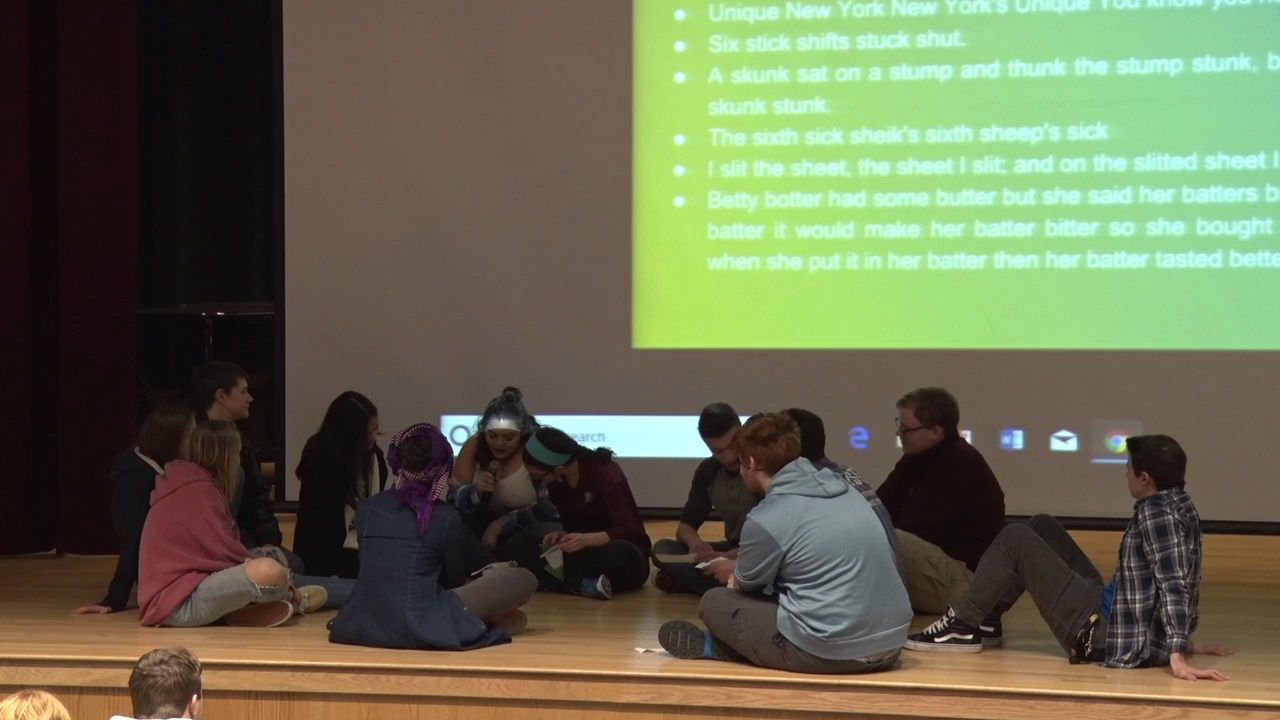 Unique New York New York's Unique You know you
Six stick shifts stuck shut.
A skunk sat on a stump and thunk the stump stunk,
skunk stunk.
The sixth sick sheik's sixth sheep's sick
I slit the sheet, the sheet I slit; and on the slitted sheet I
Betty botter had some butter but she said her batters
batter it would make her batter bitter so she bought
when she put it in her batter then her batter tasted bette
earch